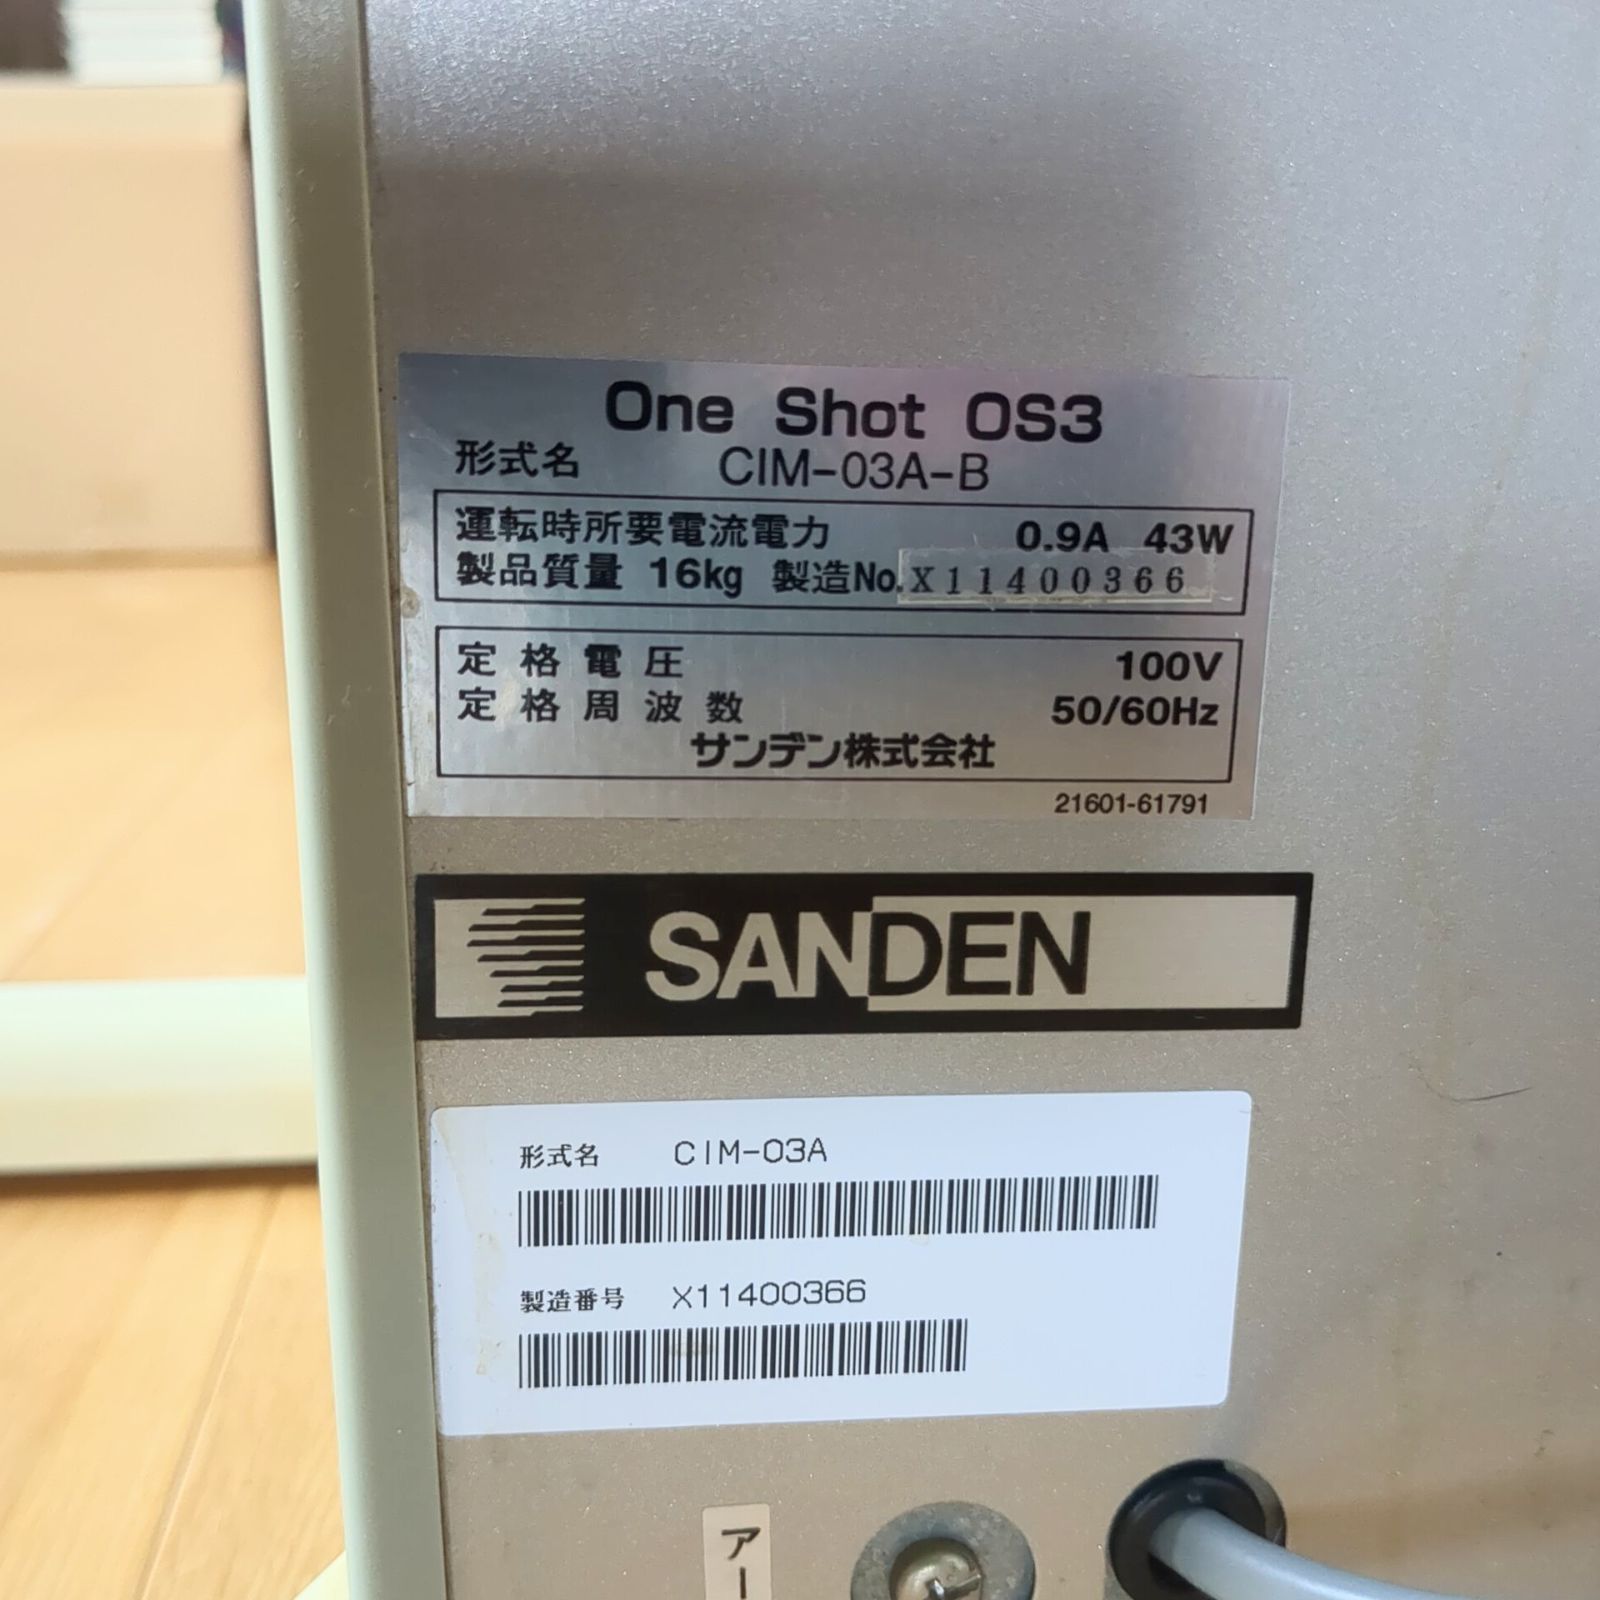 One Shot OS3
形式名 CIM-03A-B
運転時所要電流電力 0.9A 43W
製品質量 16kg 製造No. X11400366
定格電圧 100V
定格周波数 50/60Hz
サンデン株式会社
21601-61791
SANDEN
形式名 CIM-03A
製造番号 X11400366
アー